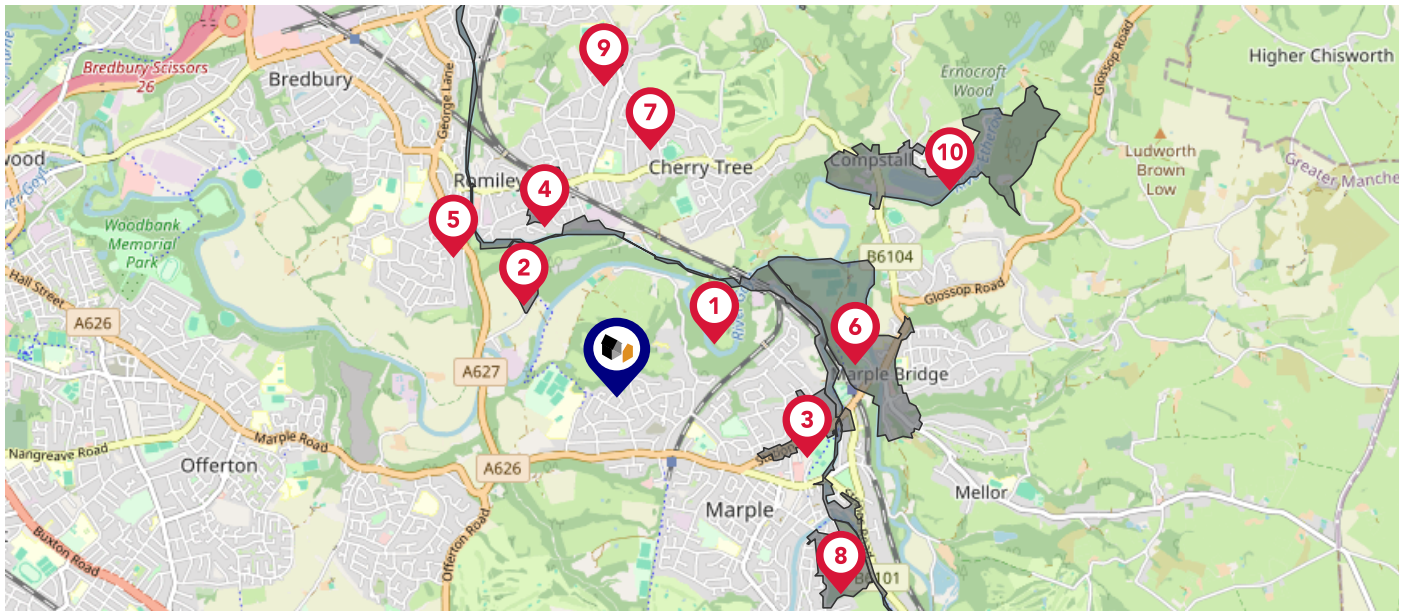 Higher Chisworth
Bredbury Scissors
26
Bredbury
George Lane
9
7
Ernocroft
Wood
Glossop Road
wood
Cherry Tree
Compstall
10
River Etherow
Ludworth
Brown
Low
Greater Manche
Romiley
4
5
Woodbank
Memorial
Park
2
B6104
Glossop Road
Hall Street
A626
1
6
A627
Marple Bridge
3
Marple Road
Nangreave Road
Offerton
A626
Marple
Mellor
Offerton Road
Buxton Road
8
B6101